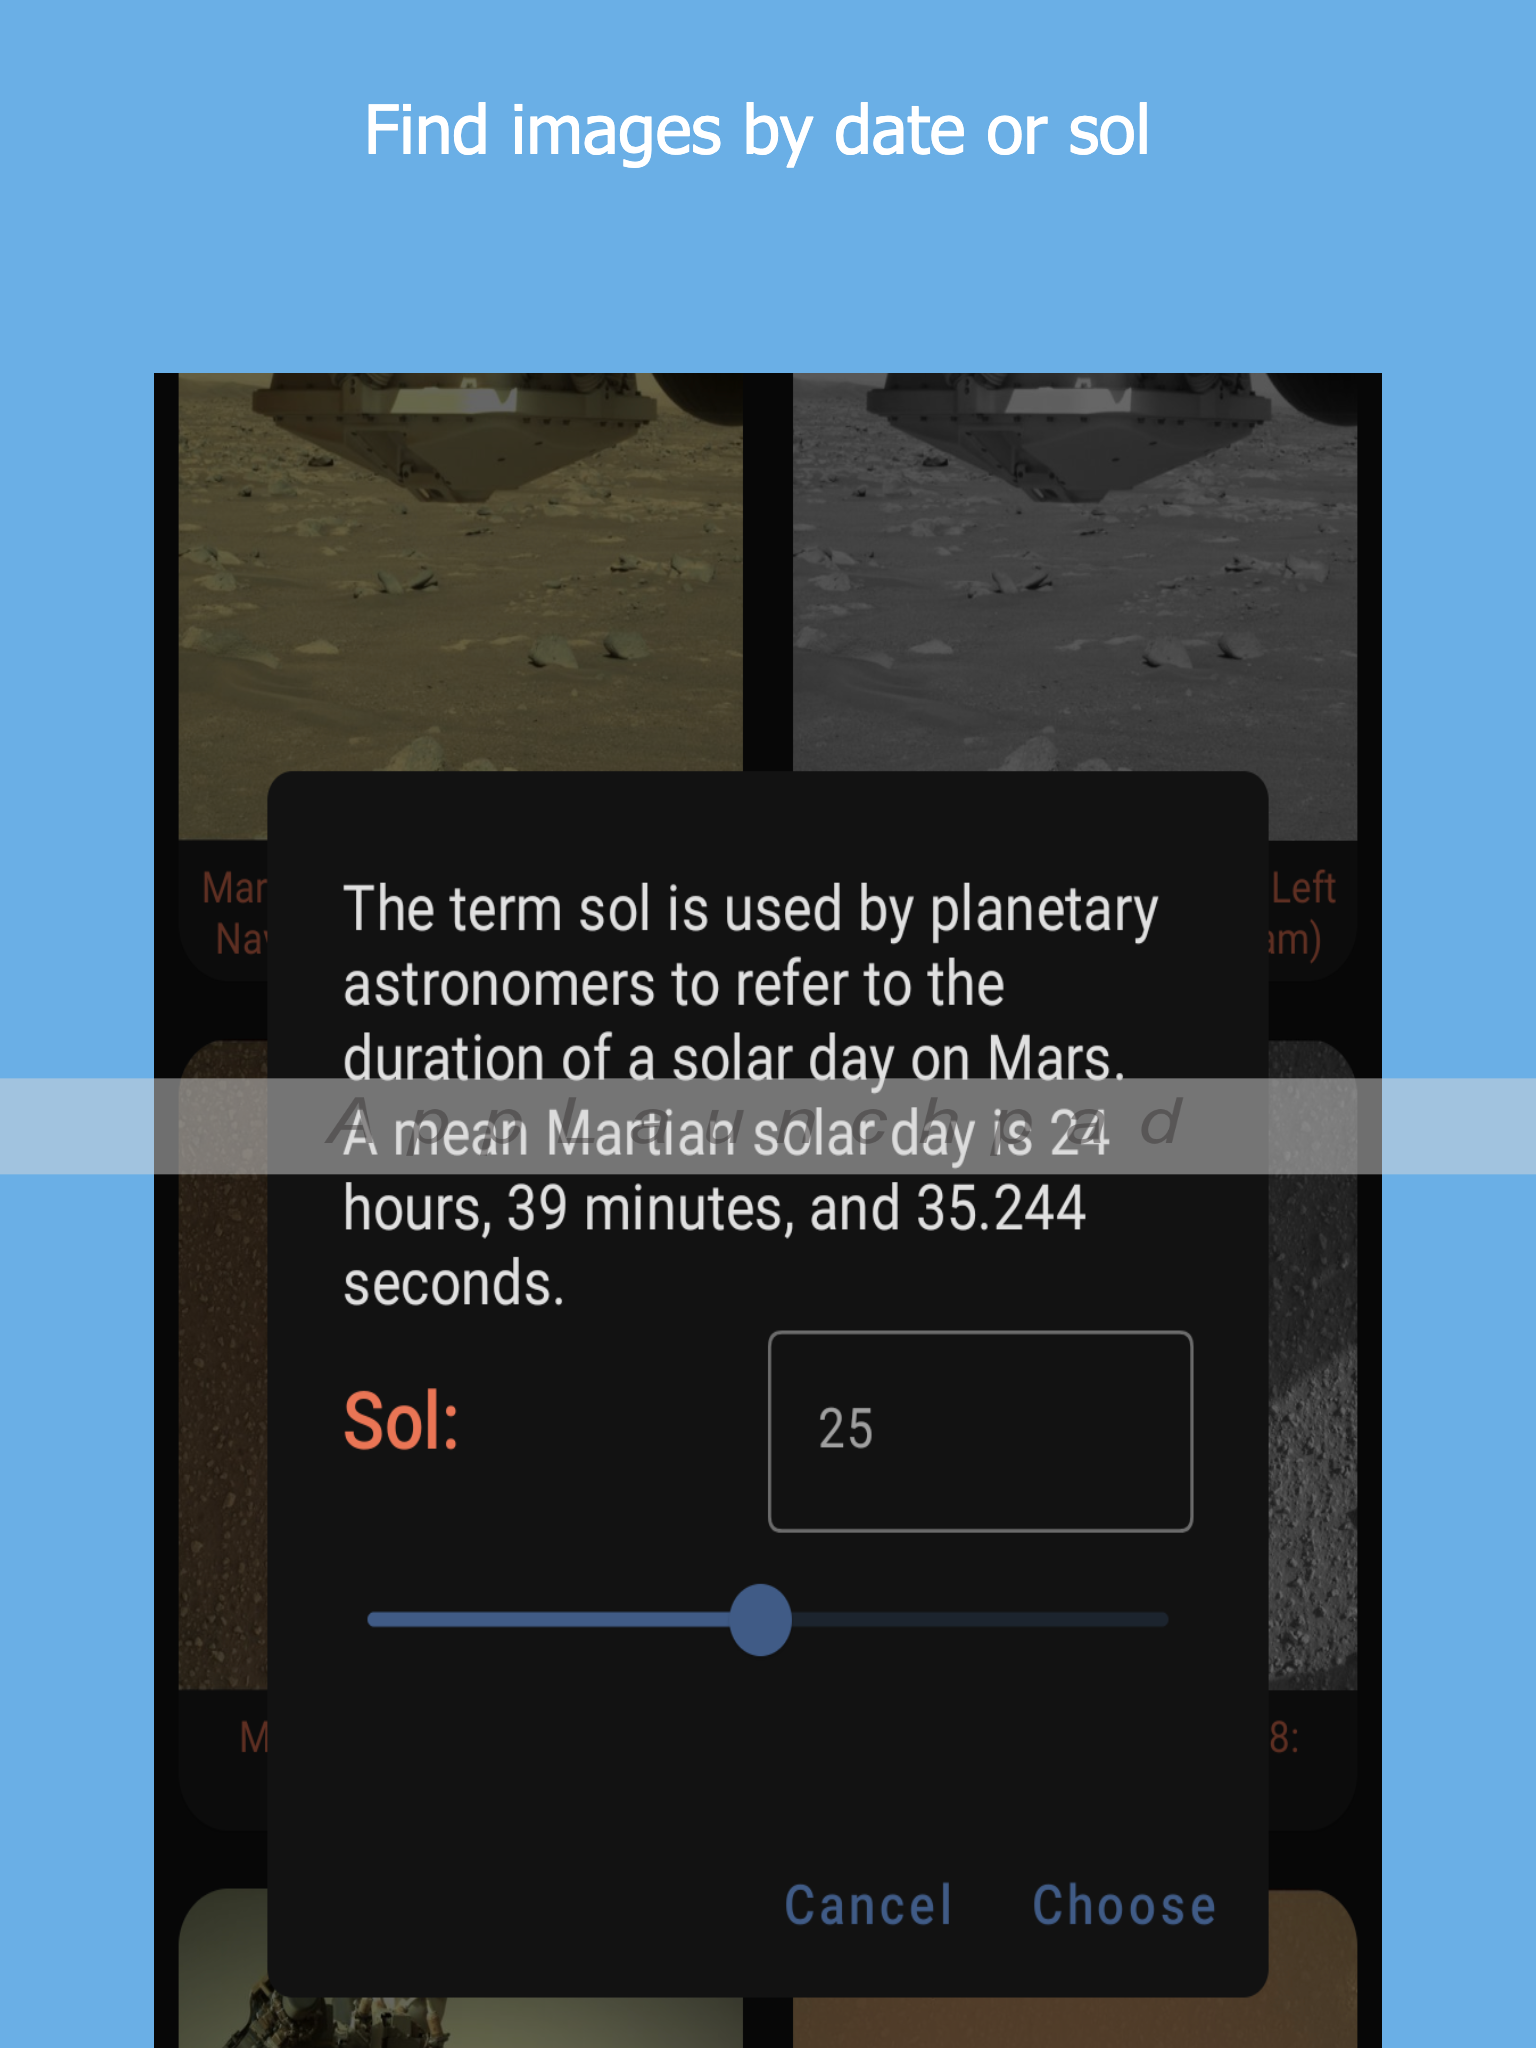 Find images by date or sol
Left
am)
The term sol is used by planetary
astronomers to refer to the
duration of a solar day on Mars.
AppLaunchpad
A mean Martian solar day is 24
hours, 39 minutes, and 35.244
seconds.
Sol:
25
8:
Cancel Choose